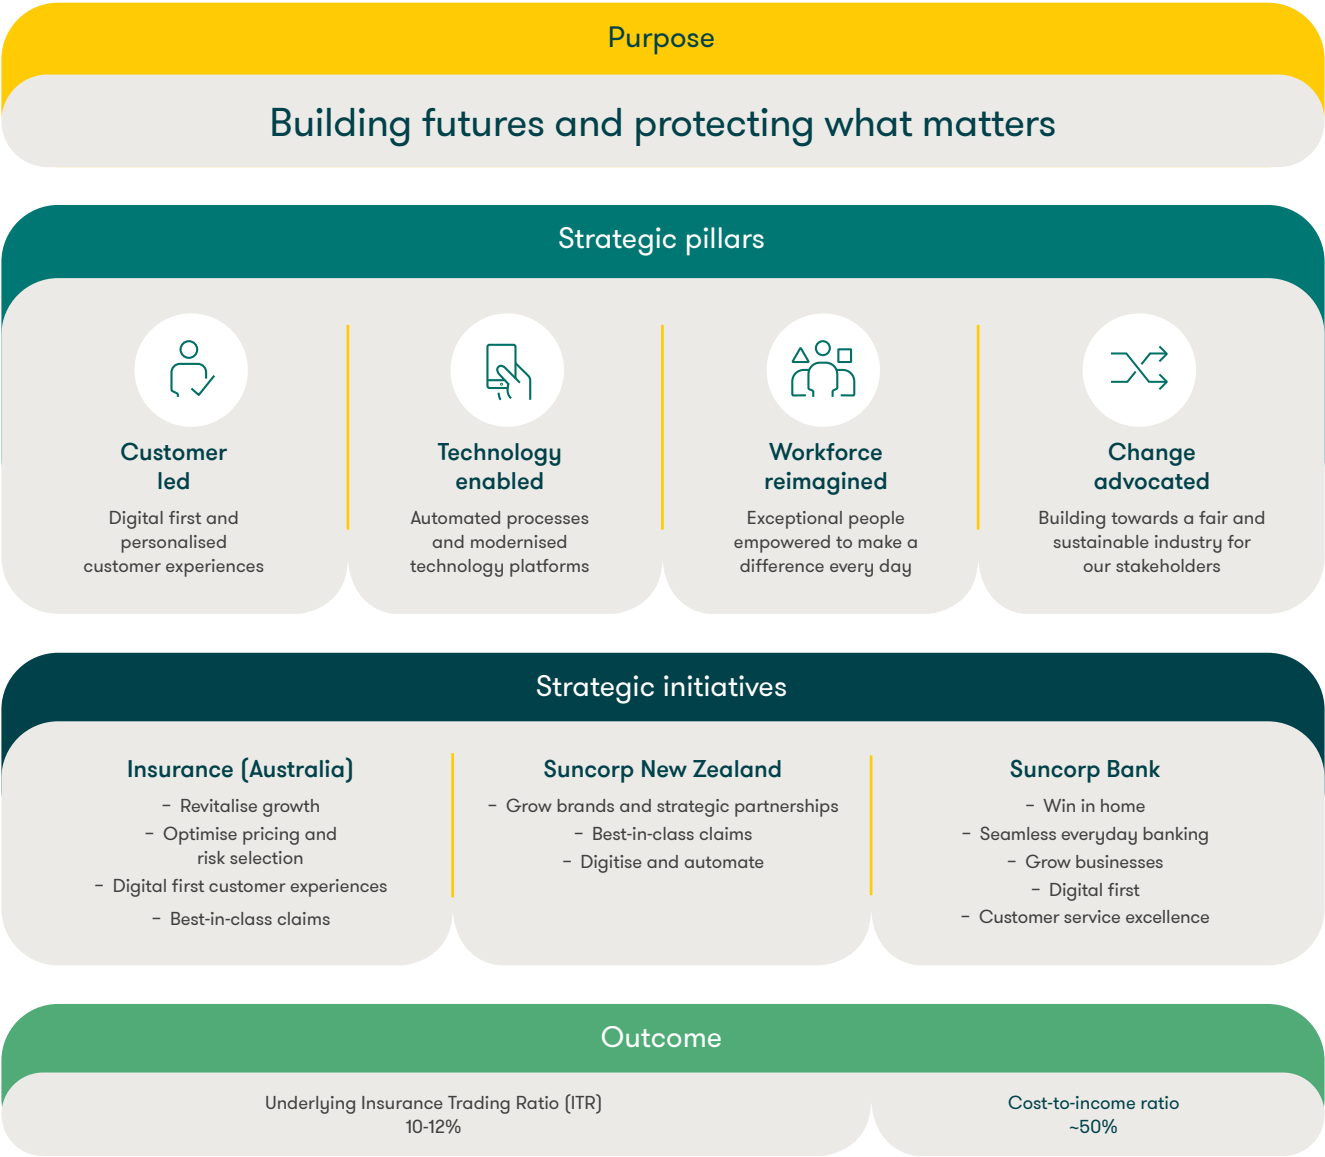 Purpose
Building futures and protecting what matters
Strategic pillars
Customer
led
Digital first and
personalised
customer experiences
Technology
enabled
Automated processes
and modernised
technology platforms
Workforce
reimagined
Exceptional people
empowered to make a
difference every day
Change
advocated
Building towards a fair and
sustainable industry for
our stakeholders
Strategic initiatives
Insurance (Australia)
– Revitalise growth
– Optimise pricing and
risk selection
– Digital first customer experiences
– Best-in-class claims
Suncorp New Zealand
– Grow brands and strategic partnerships
– Best-in-class claims
– Digitise and automate
Suncorp Bank
– Win in home
– Seamless everyday banking
– Grow businesses
– Digital first
– Customer service excellence
Outcome
Underlying Insurance Trading Ratio (ITR)
10-12%
Cost-to-income ratio
~50%